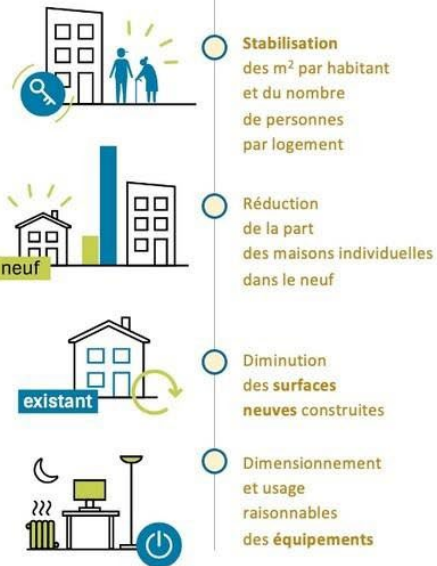 Stabilisation
des m² par habitant
et du nombre
de personnes
par logement
neuf
Réduction
de la part
des maisons individuelles
dans le neuf
existant
Diminution
des surfaces
neuves construites
Dimensionnement
et usage
raisonnables
des équipements